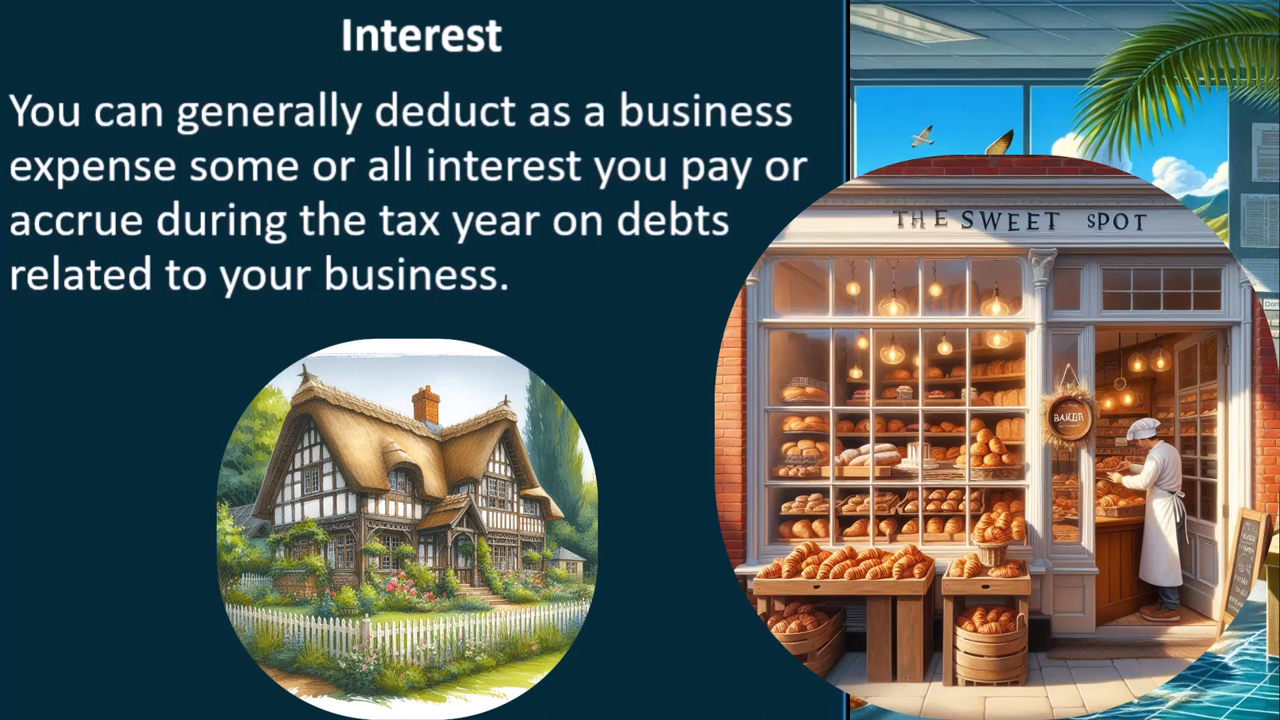 Interest
You can generally deduct as a business
expense some or all interest you pay or
accrue during the tax year on debts
related to your business.
THE SWEET SPOT
BAKER